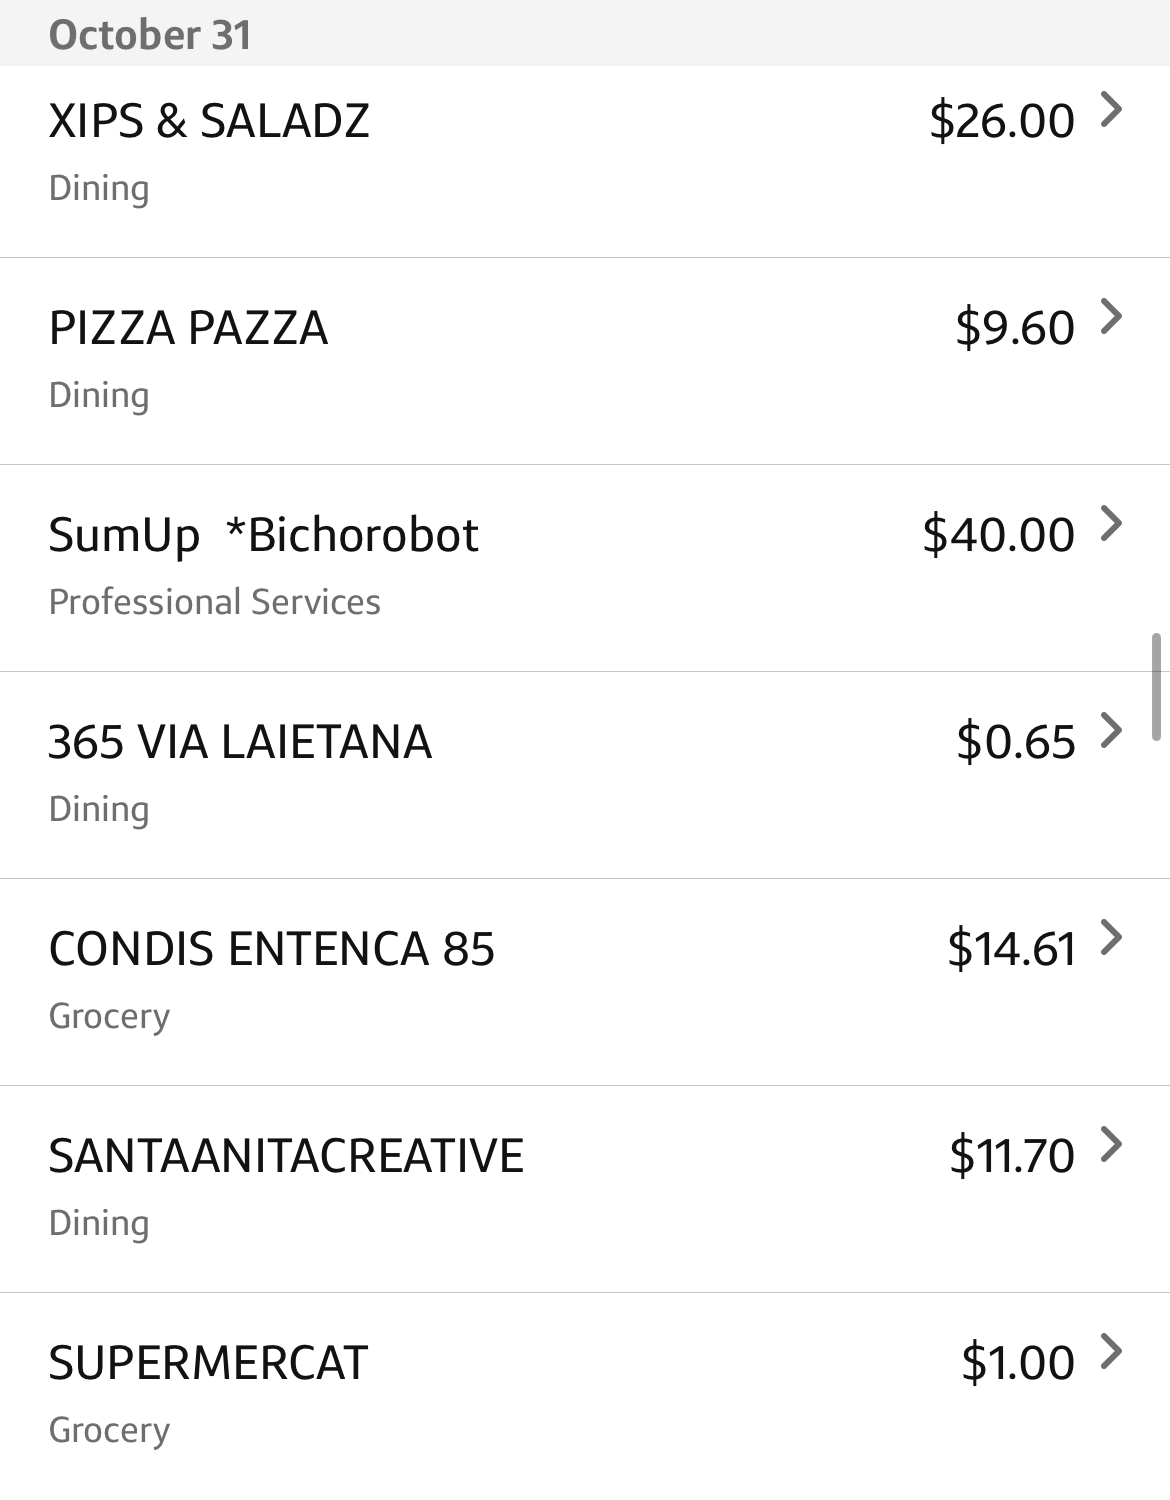 October 31
XIPS & SALADZ $26.00
Dining
PIZZA PAZZA $9.60
Dining
SumUp  *Bichorobot $40.00
Professional Services
365 VIA LAIETANA $0.65
Dining
CONDIS ENTENCA 85 $14.61
Grocery
SANTAANITACREATIVE $11.70
Dining
SUPERMERCAT $1.00
Grocery